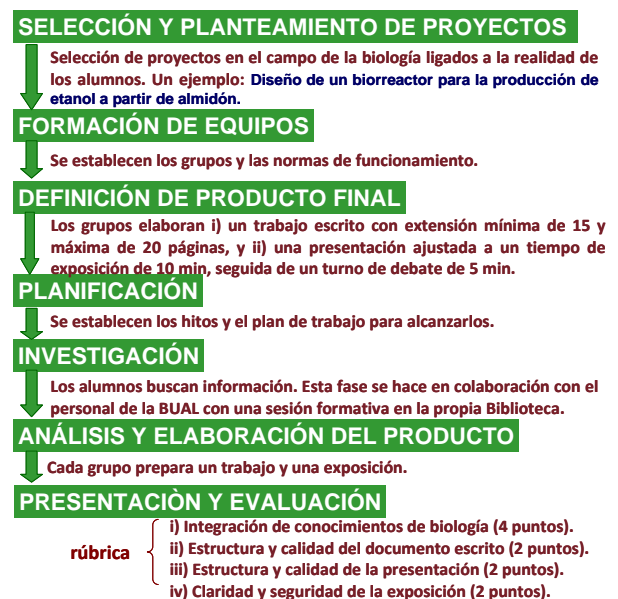 SELECCIÓN Y PLANTEAMIENTO DE PROYECTOS
Selección de proyectos en el campo de la biología ligados a la realidad de
los alumnos. Un ejemplo: Diseño de un biorreactor para la producción de
etanol a partir de almidón.
FORMACIÓN DE EQUIPOS
Se establecen los grupos y las normas de funcionamiento.
DEFINICIÓN DE PRODUCTO FINAL
Los grupos elaboran i) un trabajo escrito con extensión mínima de 15 y
máxima de 20 páginas, y ii) una presentación ajustada a un tiempo de
exposición de 10 min, seguida de un turno de debate de 5 min.
PLANIFICACIÓN
Se establecen los hitos y el plan de trabajo para alcanzarlos.
INVESTIGACIÓN
Los alumnos buscan información. Esta fase se hace en colaboración con el
personal de la BUAL con una sesión formativa en la propia Biblioteca.
ANÁLISIS Y ELABORACIÓN DEL PRODUCTO
Cada grupo prepara un trabajo y una exposición.
PRESENTACIÒN Y EVALUACIÓN
rúbrica
i) Integración de conocimientos de biología (4 puntos).
ii) Estructura y calidad del documento escrito (2 puntos).
iii) Estructura y calidad de la presentación (2 puntos).
iv) Claridad y seguridad de la exposición (2 puntos).